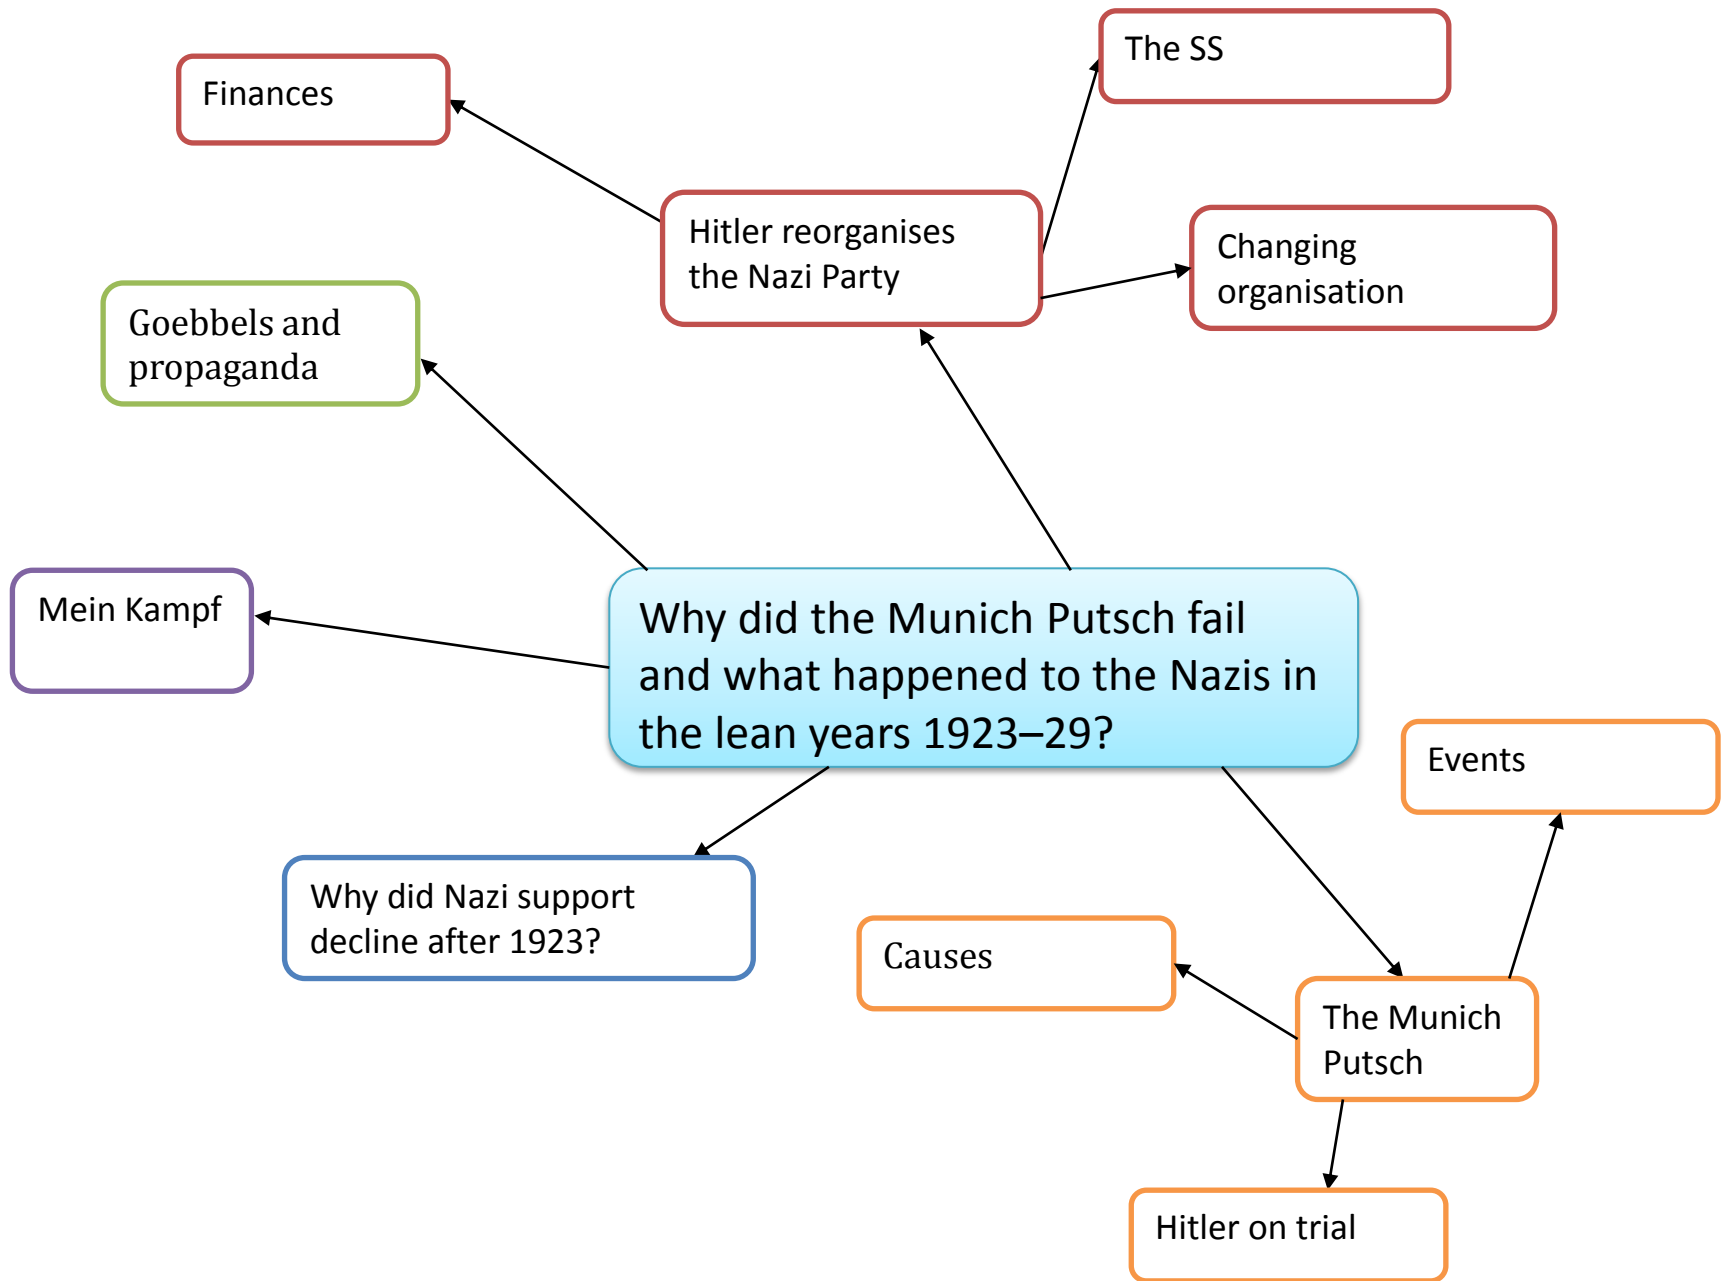 The SS
Finances
Hitler reorganises
the Nazi Party
Changing
organisation
Goebbels and
propaganda
Mein Kampf
Why did the Munich Putsch fail
and what happened to the Nazis in
the lean years 1923–29?
Events
Why did Nazi support
decline after 1923?
Causes
The Munich
Putsch
Hitler on trial